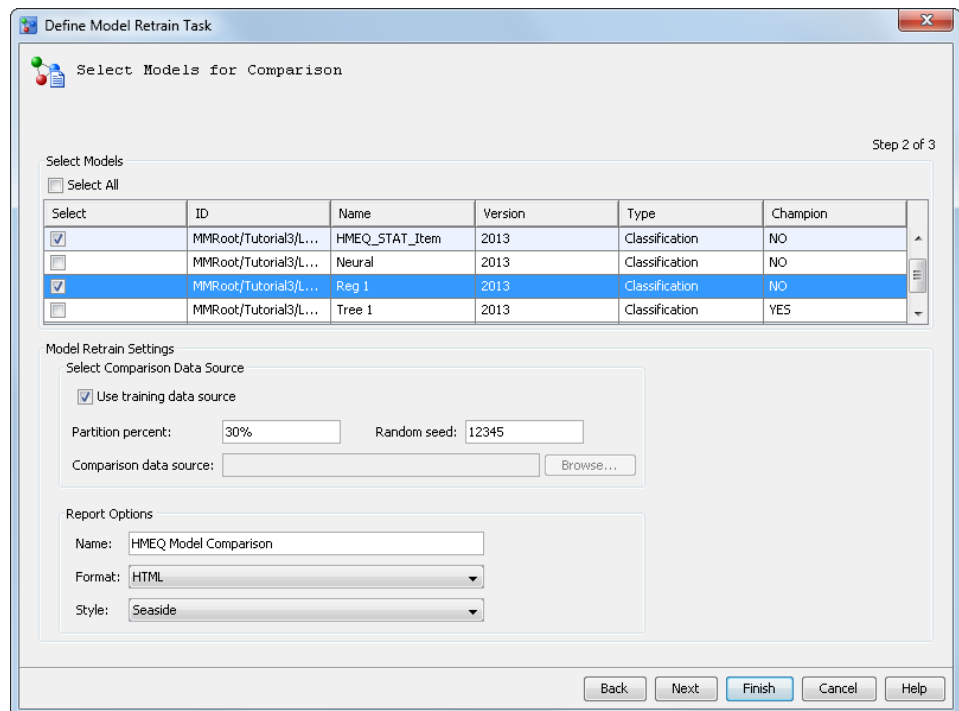 Define Model Retrain Task
Select Models for Comparison
Step 2 of 3
Select Models
Select All
Select ID Name Version Type Champion
MMRoot/Tutorial3/L... HMEQ_STAT_Item 2013 Classification NO
MMRoot/Tutorial3/L... Neural 2013 Classification NO
MMRoot/Tutorial3/L... Reg 1 2013 Classification NO
MMRoot/Tutorial3/L... Tree 1 2013 Classification YES
Model Retrain Settings
Select Comparison Data Source
Use training data source
Partition percent: 30% Random seed: 12345
Comparison data source: Browse...
Report Options
Name: HMEQ Model Comparison
Format: HTML
Style: Seaside
Back Next Finish Cancel Help